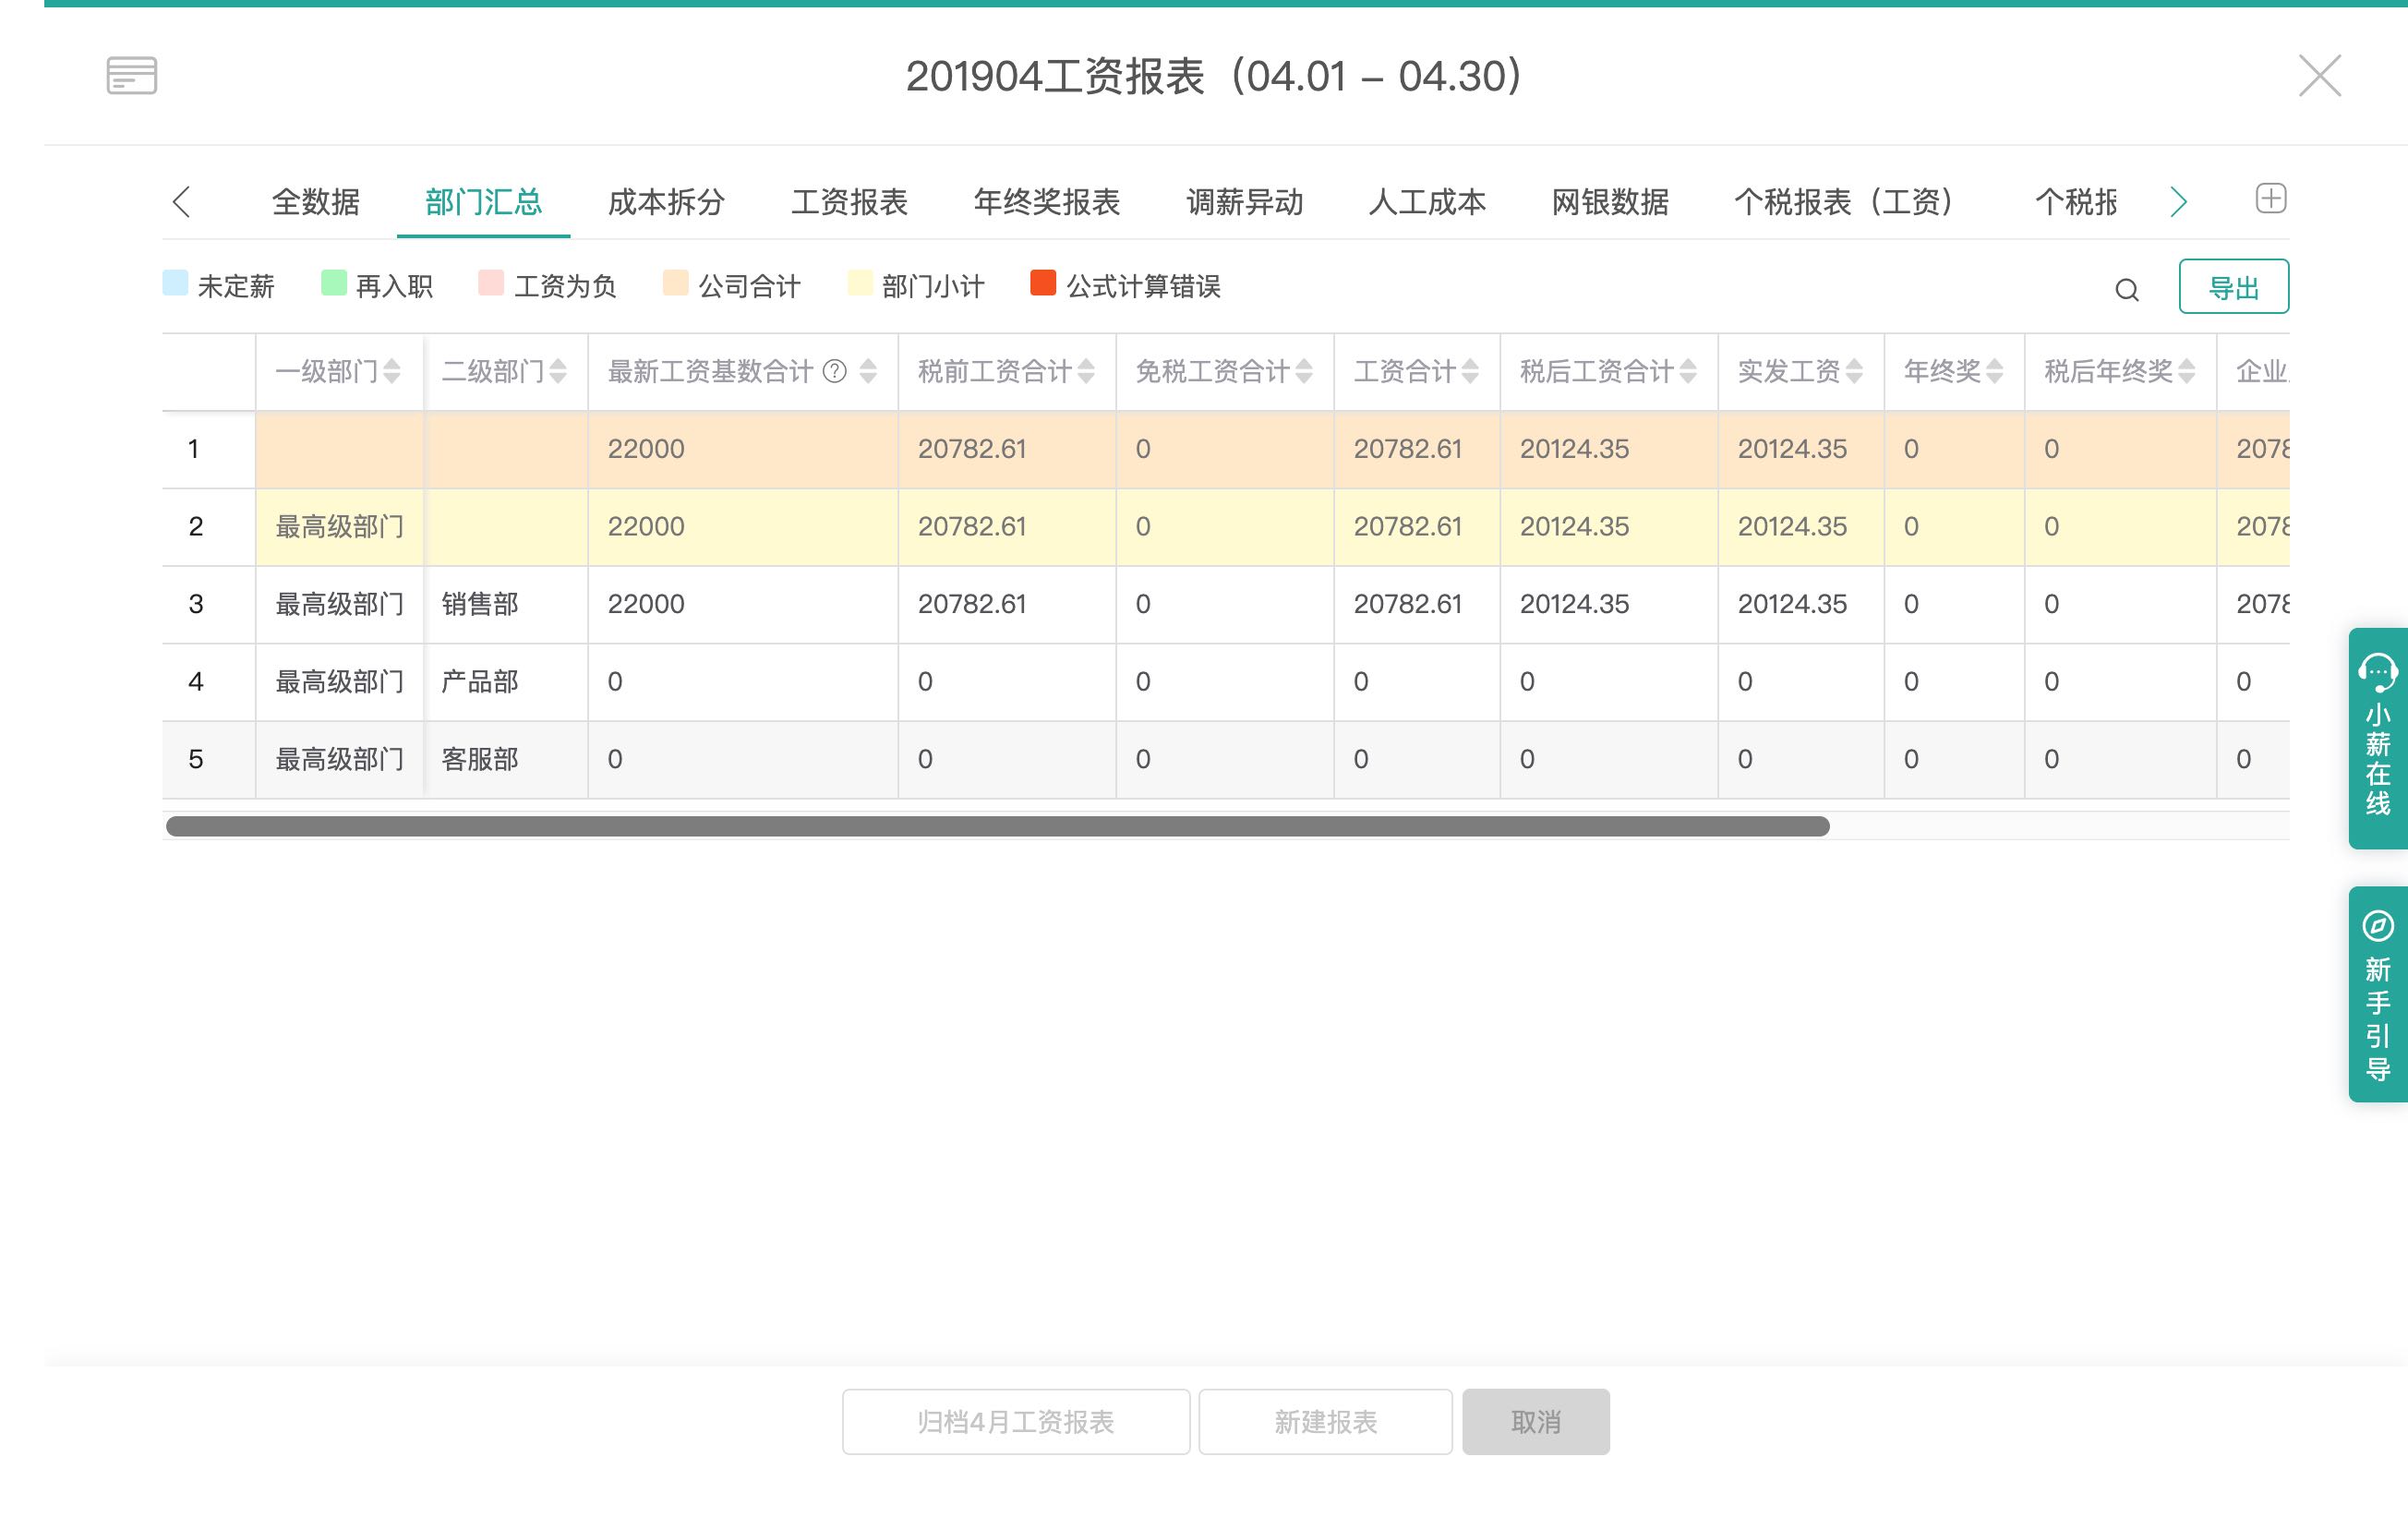 201904工资报表（04.01 – 04.30）
全数据 部门汇总 成本拆分 工资报表 年终奖报表 调薪异动 人工成本 网银数据 个税报表（工资） 个税报
未定薪 再入职 工资为负 公司合计 部门小计 公式计算错误 导出
一级部门 二级部门 最新工资基数合计 税前工资合计 免税工资合计 工资合计 税后工资合计 实发工资 年终奖 税后年终奖 企业
1 22000 20782.61 0 20782.61 20124.35 20124.35 0 0 2078
2 最高级部门 22000 20782.61 0 20782.61 20124.35 20124.35 0 0 2078
3 最高级部门 销售部 22000 20782.61 0 20782.61 20124.35 20124.35 0 0 2078
4 最高级部门 产品部 0 0 0 0 0 0 0 0 0
5 最高级部门 客服部 0 0 0 0 0 0 0 0 0
小薪在线
新手引导
归档4月工资报表 新建报表 取消